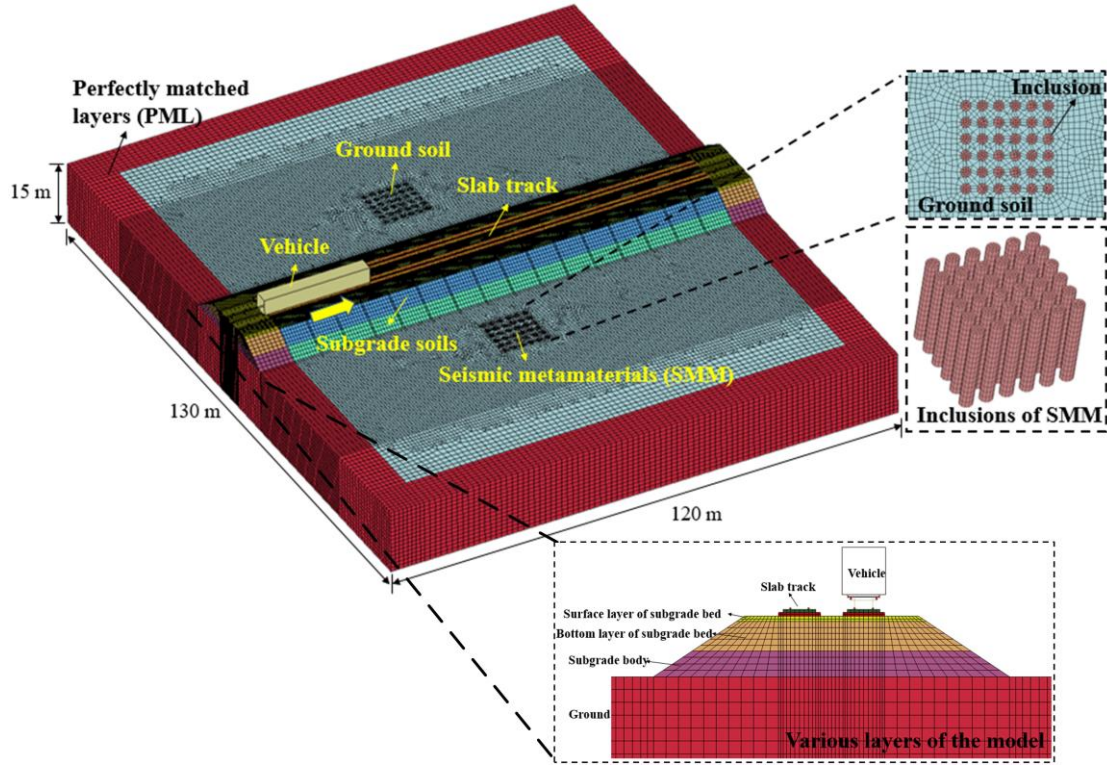 Perfectly matched
layers (PML)
15 m
Ground soil
Slab track
Vehicle
Subgrade soils
Seismic metamaterials (SMM)
130 m
120 m
Inclusion
Ground soil
Inclusions of SMM
Vehicle
Slab track
Surface layer of subgrade bed
Bottom layer of subgrade bed
Subgrade body
Ground
Various layers of the model